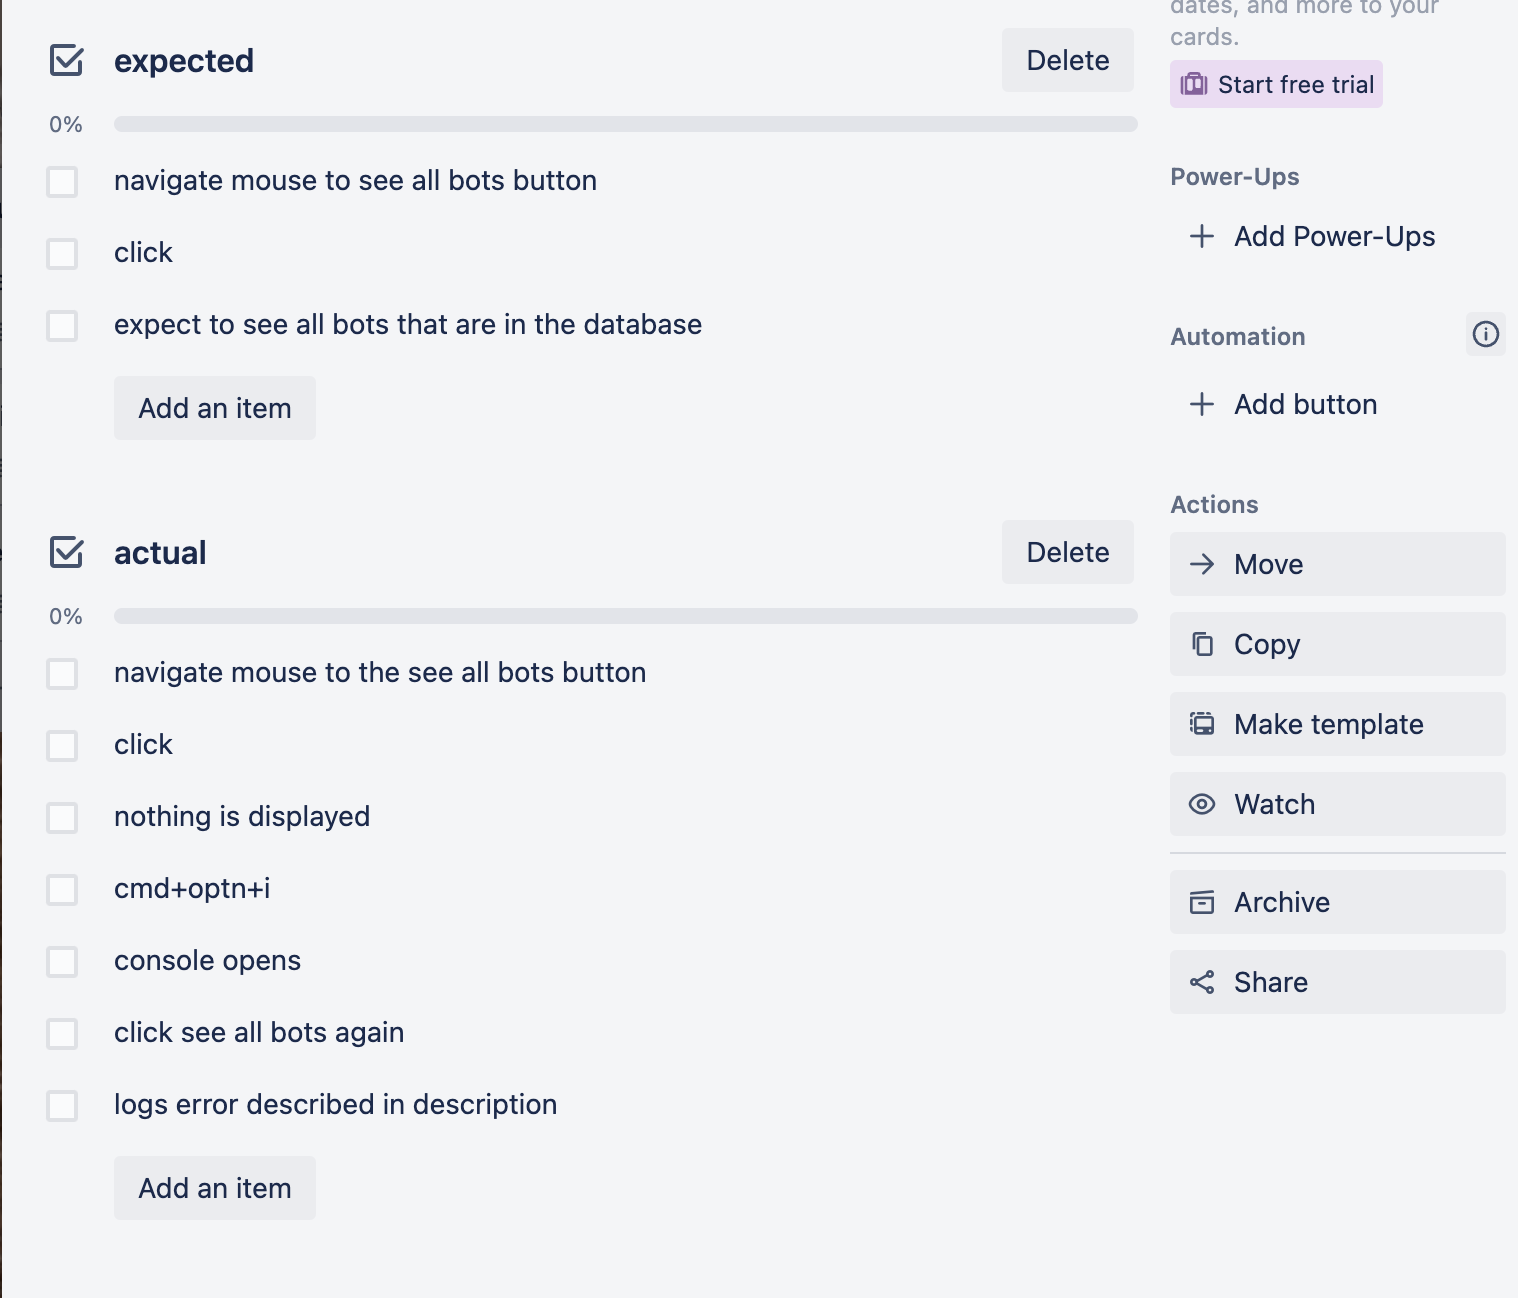 expected
Delete
0%
navigate mouse to see all bots button
click
expect to see all bots that are in the database
Add an item
actual
Delete
0%
navigate mouse to the see all bots button
click
nothing is displayed
cmd+optn+i
console opens
click see all bots again
logs error described in description
Add an item
dates, and more to your
cards.
Start free trial
Power-Ups
Add Power-Ups
Automation
Add button
Actions
Move
Copy
Make template
Watch
Archive
Share